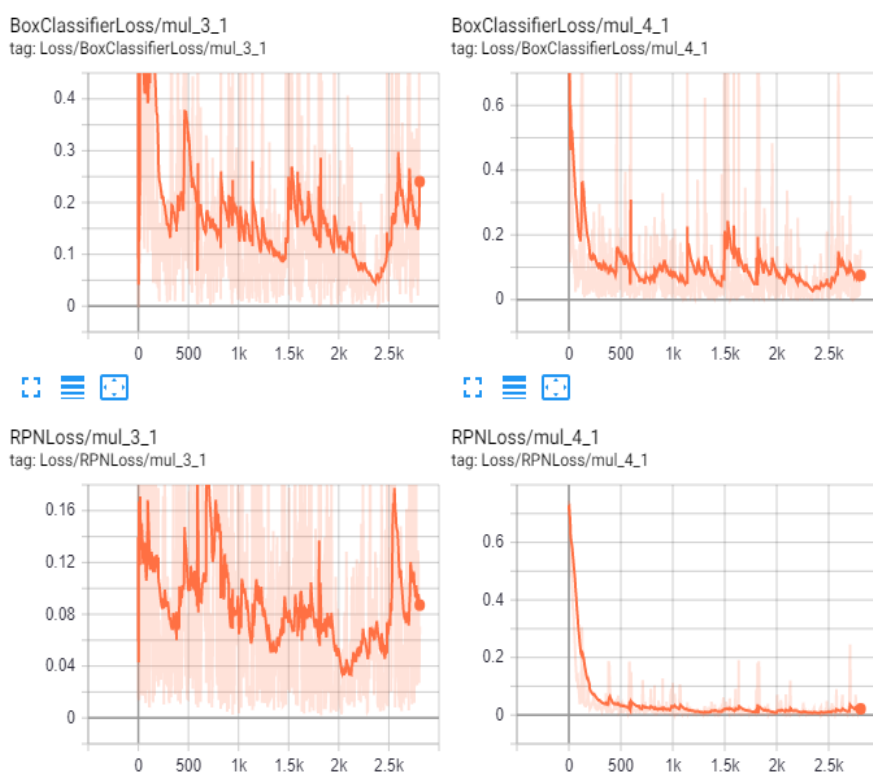 BoxClassifierLoss/mul_3_1
tag: Loss/BoxClassifierLoss/mul_3_1
0.4
0.3
0.2
0.1
0
0 500 1k 1.5k 2k 2.5k
BoxClassifierLoss/mul_4_1
tag: Loss/BoxClassifierLoss/mul_4_1
0.6
0.4
0.2
0
0 500 1k 1.5k 2k 2.5k
RPNLoss/mul_3_1
tag: Loss/RPNLoss/mul_3_1
0.16
0.12
0.08
0.04
0
0 500 1k 1.5k 2k 2.5k
RPNLoss/mul_4_1
tag: Loss/RPNLoss/mul_4_1
0.6
0.4
0.2
0
0 500 1k 1.5k 2k 2.5k